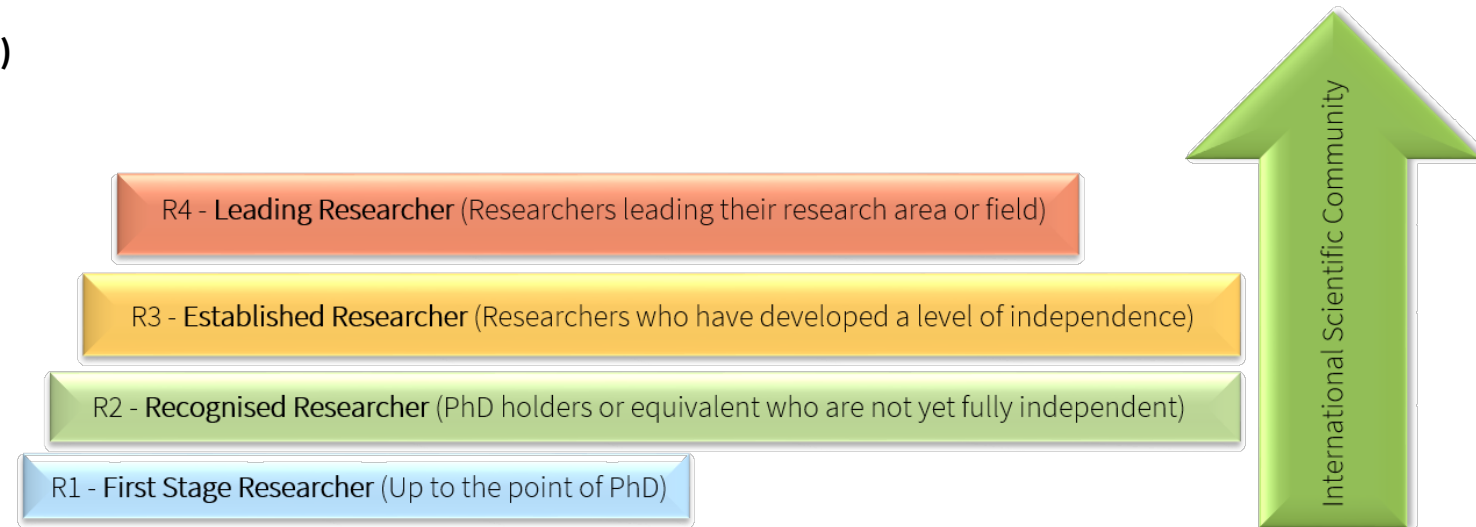 )
R4 - Leading Researcher (Researchers leading their research area or field)
R3 - Established Researcher (Researchers who have developed a level of independence)
R2 - Recognised Researcher (PhD holders or equivalent who are not yet fully independent)
R1 - First Stage Researcher (Up to the point of PhD)
International Scientific Community